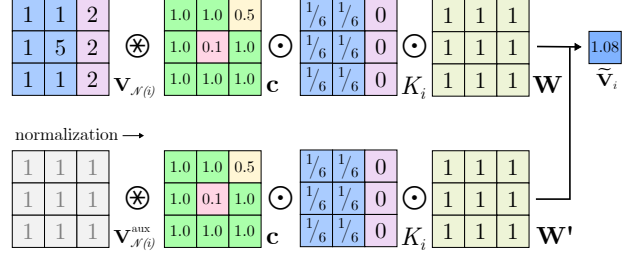 1 1 2 1.0 1.0 0.5 1/6 1/6 0 1 1 1
1 5 2 ⊛ 1.0 0.1 1.0 ⊙ 1/6 1/6 0 ⊙ 1 1 1 1.08
1 1 2 V_𝒩(i) 1.0 1.0 1.0 c 1/6 1/6 0 K_i 1 1 1 W Ṽ_i
normalization →
1 1 1 1.0 1.0 0.5 1/6 1/6 0 1 1 1
1 1 1 ⊛ 1.0 0.1 1.0 ⊙ 1/6 1/6 0 ⊙ 1 1 1
1 1 1 V^aux_𝒩(i) 1.0 1.0 1.0 c 1/6 1/6 0 K_i 1 1 1 W'